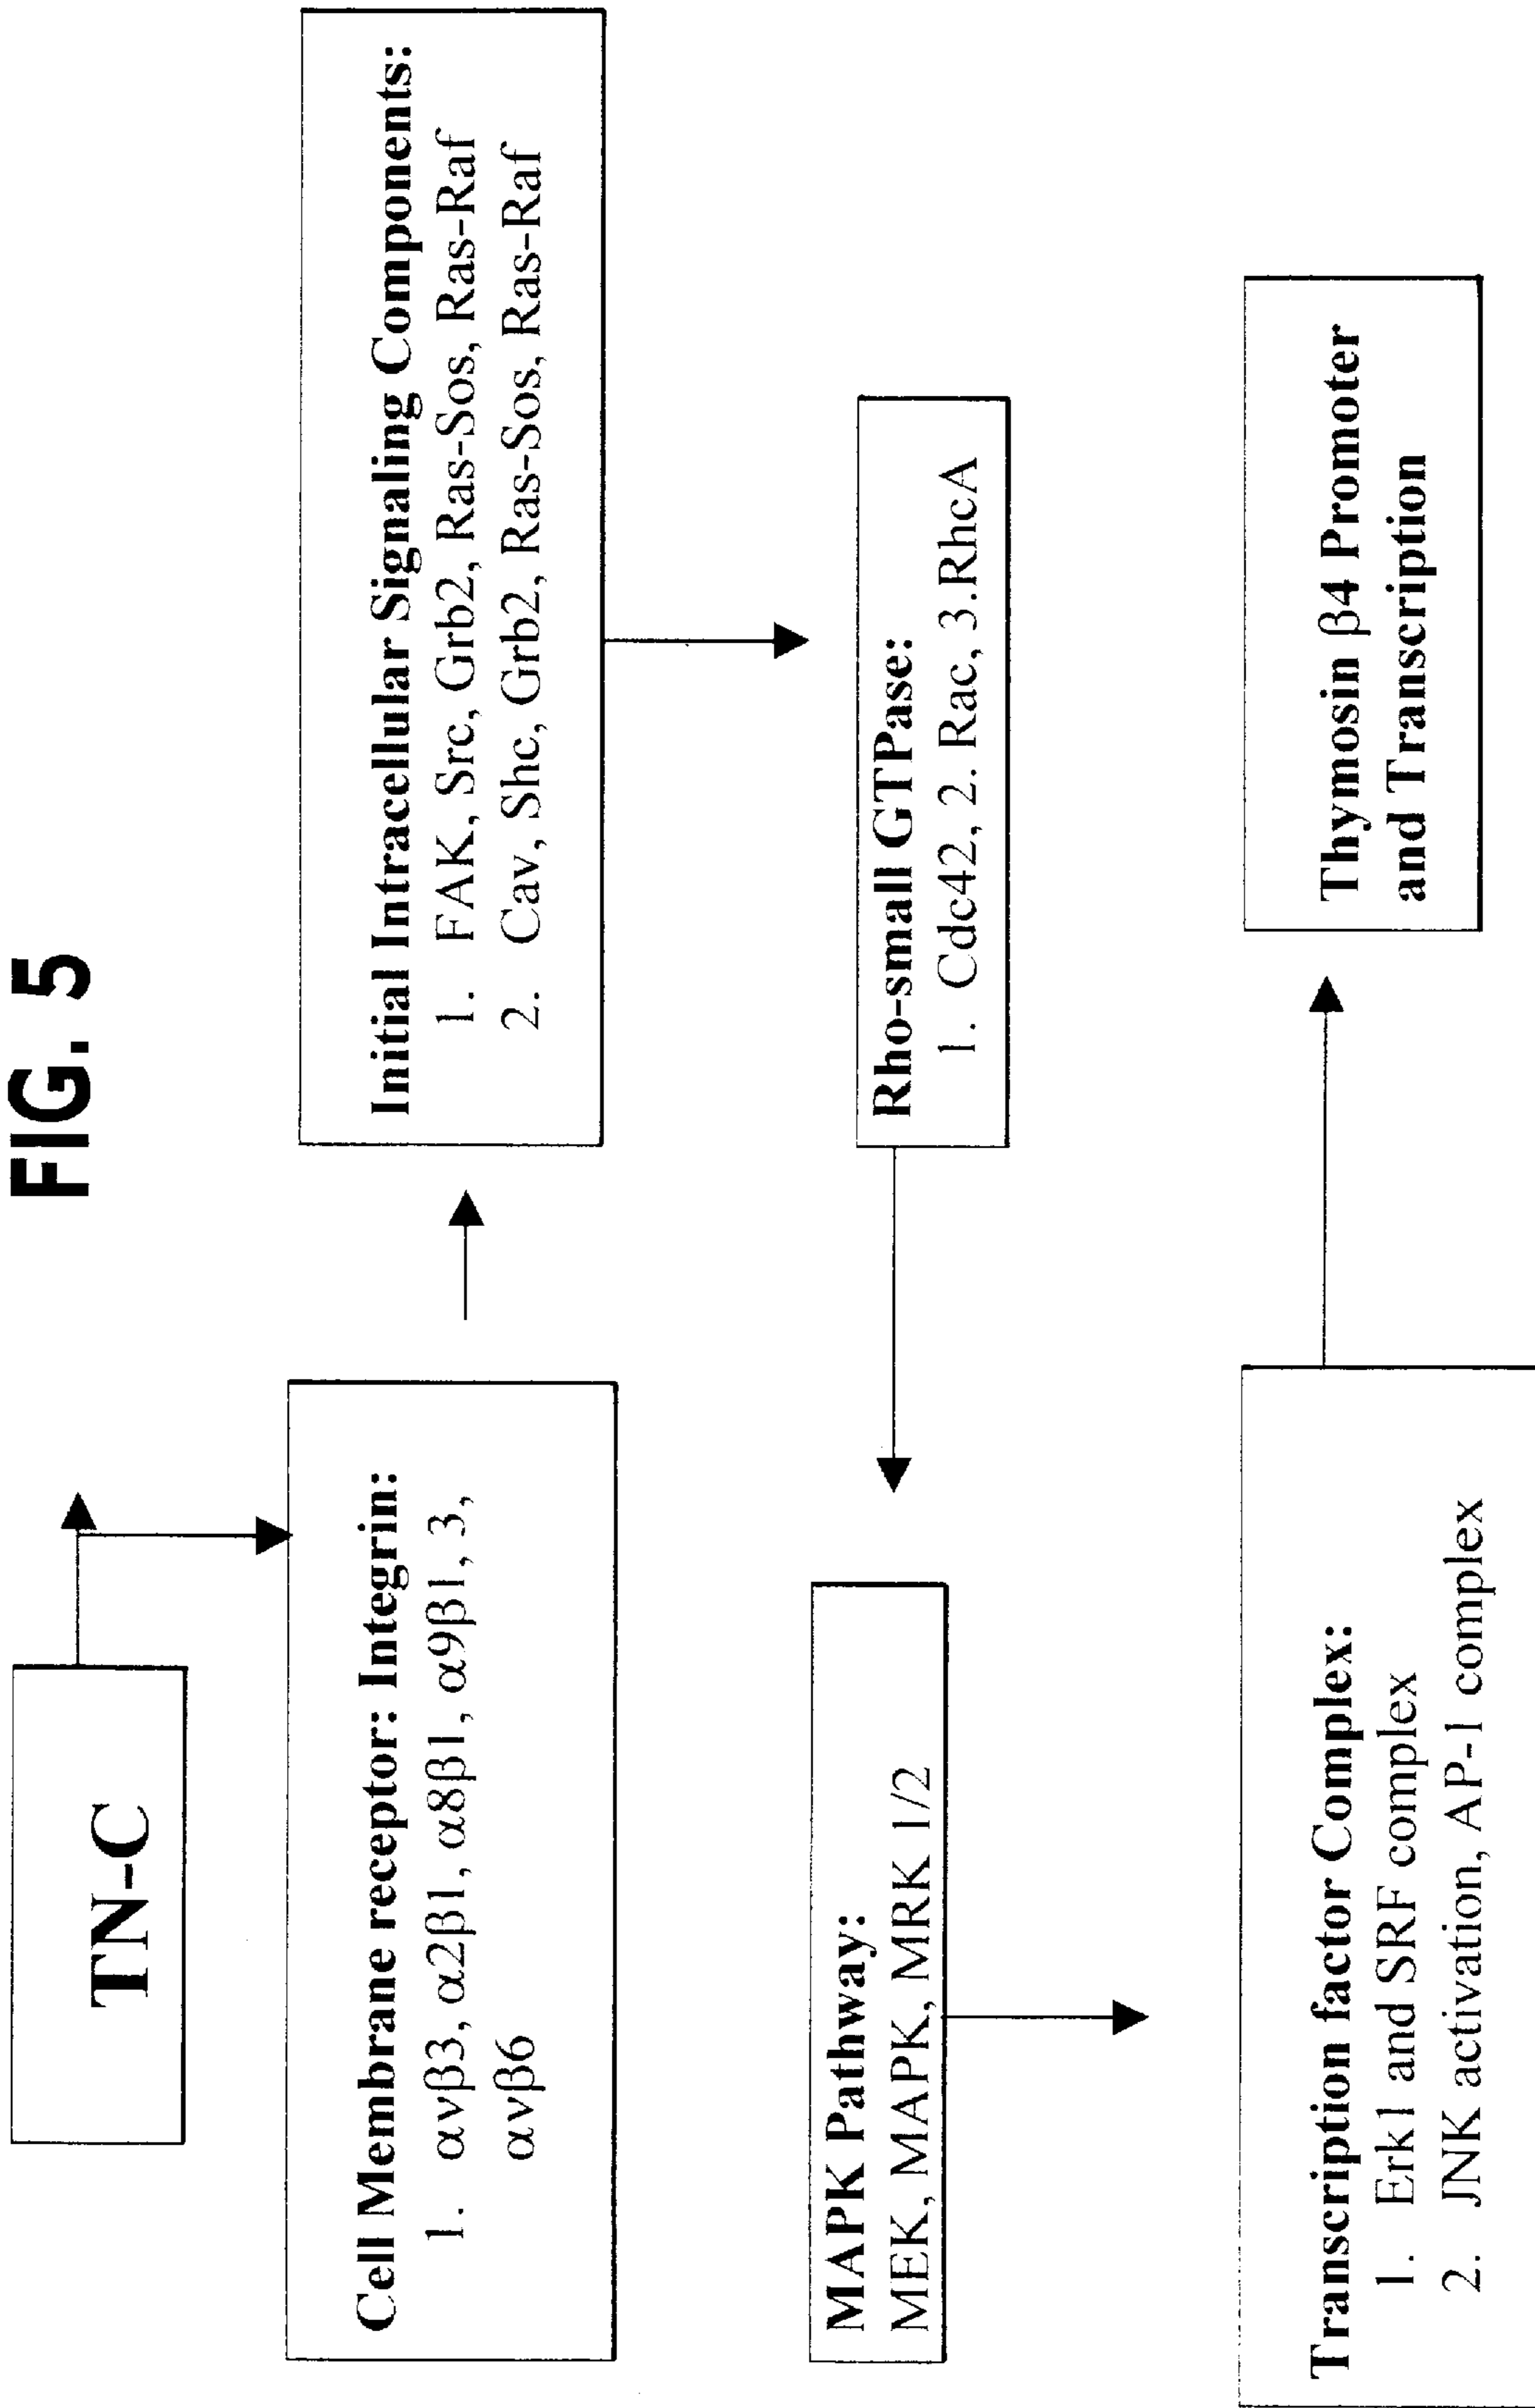 FIG. 5
TN-C
Cell Membrane receptor: Integrin:
1. αvβ3, α2β1, α8β1, α9β1, 3,
αvβ6
Initial Intracellular Signaling Components:
1. FAK, Src, Grb2, Ras-Sos, Ras-Raf
2. Cav, Shc, Grb2, Ras-Sos, Ras-Raf
Rho-small GTPase:
1. Cdc42, 2. Rac, 3.RhcA
MAPK Pathway:
MEK, MAPK, MRK 1/2
Transcription factor Complex:
1. Erk1 and SRF complex
2. JNK activation, AP-1 complex
Thymosin β4 Promoter
and Transcription